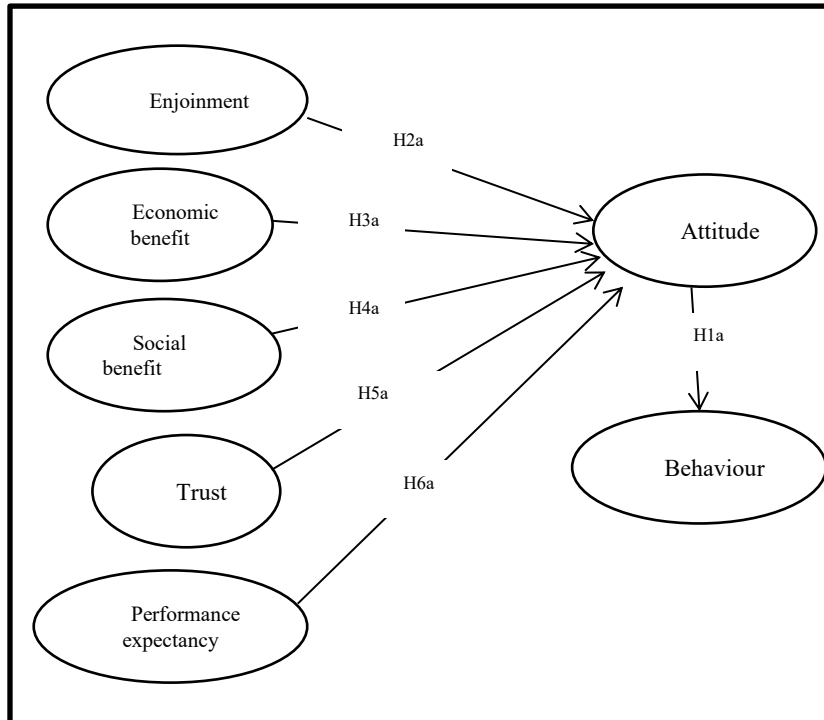 Enjoinment
H2a
Economic
benefit
H3a
Attitude
Social
benefit
H4a
H1a
Trust
H5a
Behaviour
H6a
Performance
expectancy